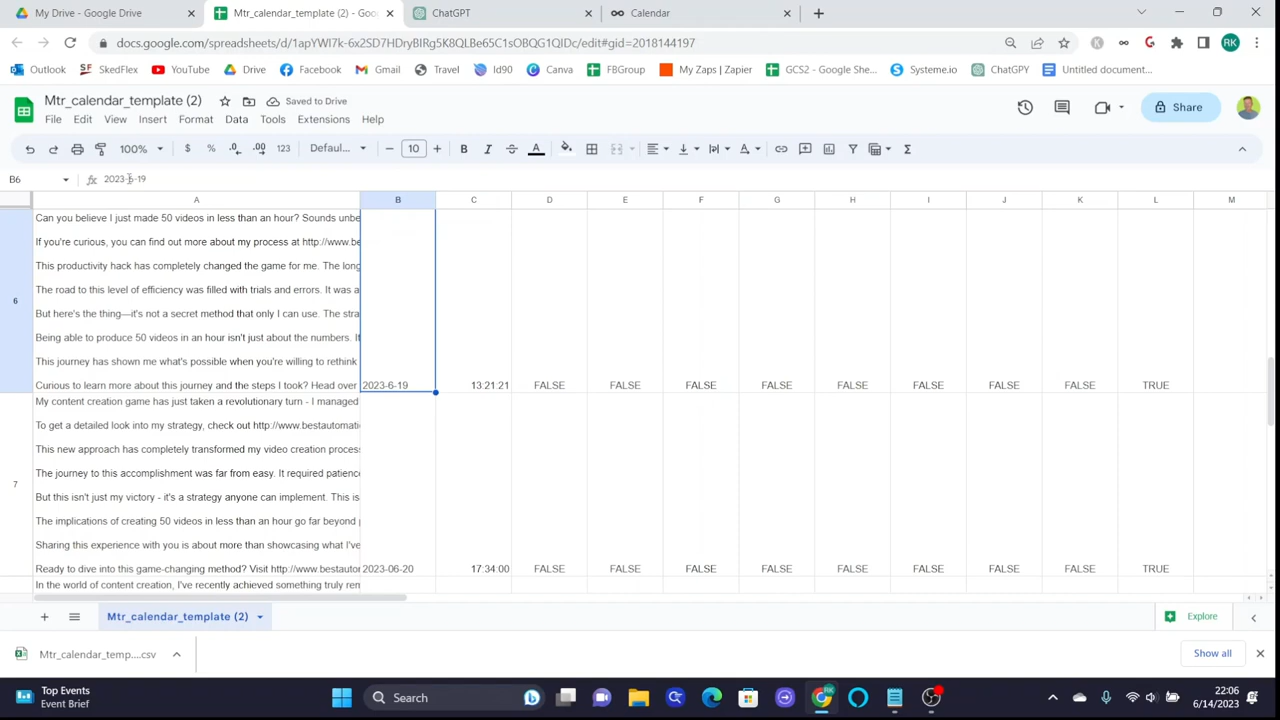 My Drive - Google Drive
Mtr_calendar_template (2) - Goo
ChatGPT
Calendar
docs.google.com/spreadsheets/d/1apYWI7k-6x2SD7HDryBIRg5K8QLBe65C1sOBQG1QIDc/edit#gid=2018144197
RK
Outlook
SkedFlex
YouTube
Drive
Facebook
Gmail
Travel
Id90
Canva
FBGroup
My Zaps | Zapier
GCS2 - Google She...
Systeme.io
ChatGPY
Untitled document...
Mtr_calendar_template (2)
Saved to Drive
Share
File Edit View Insert Format Data Tools Extensions Help
100% $ % .0 .00 123 Defaul... 10 B I A
B6 fx 2023-6-19
A B C D E F G H I J K L M
6
Can you believe I just made 50 videos in less than an hour? Sounds unbe
If you're curious, you can find out more about my process at http://www.be
This productivity hack has completely changed the game for me. The long
The road to this level of efficiency was filled with trials and errors. It was a
But here's the thing—it's not a secret method that only I can use. The stra
Being able to produce 50 videos in an hour isn't just about the numbers. It
This journey has shown me what's possible when you're willing to rethink
Curious to learn more about this journey and the steps I took? Head over 2023-6-19 13:21:21 FALSE FALSE FALSE FALSE FALSE FALSE FALSE FALSE TRUE
7
My content creation game has just taken a revolutionary turn - I managed
To get a detailed look into my strategy, check out http://www.bestautomati
This new approach has completely transformed my video creation proces
The journey to this accomplishment was far from easy. It required patience
But this isn't just my victory - it's a strategy anyone can implement. This is
The implications of creating 50 videos in less than an hour go far beyond p
Sharing this experience with you is about more than showcasing what I've
Ready to dive into this game-changing method? Visit http://www.bestautor 2023-06-20 17:34:00 FALSE FALSE FALSE FALSE FALSE FALSE FALSE FALSE TRUE
In the world of content creation, I've recently achieved something truly ren
Mtr_calendar_template (2)
Explore
Mtr_calendar_temp....csv
Show all
Top Events
Event Brief
Search
RK
22:06
6/14/2023